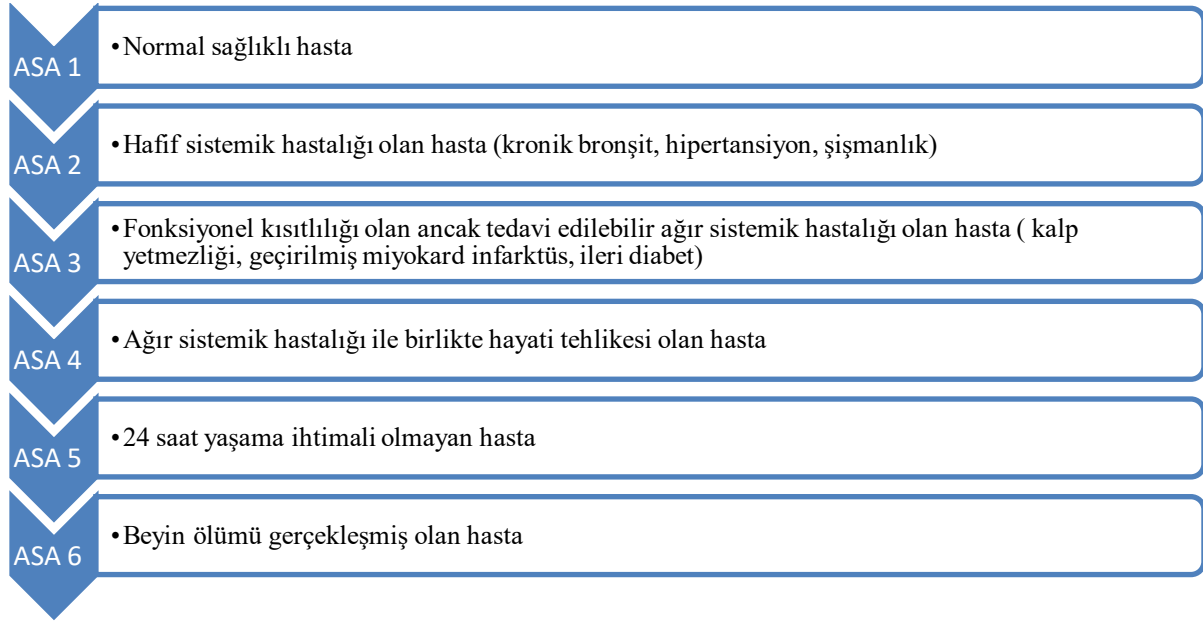 ASA 1
•Normal sağlıklı hasta
ASA 2
•Hafif sistemik hastalığı olan hasta (kronik bronşit, hipertansiyon, şişmanlık)
ASA 3
•Fonksiyonel kısıtlılığı olan ancak tedavi edilebilir ağır sistemik hastalığı olan hasta ( kalp
yetmezliği, geçirilmiş miyokard infarktüs, ileri diabet)
ASA 4
•Ağır sistemik hastalığı ile birlikte hayati tehlikesi olan hasta
ASA 5
•24 saat yaşama ihtimali olmayan hasta
ASA 6
•Beyin ölümü gerçekleşmiş olan hasta